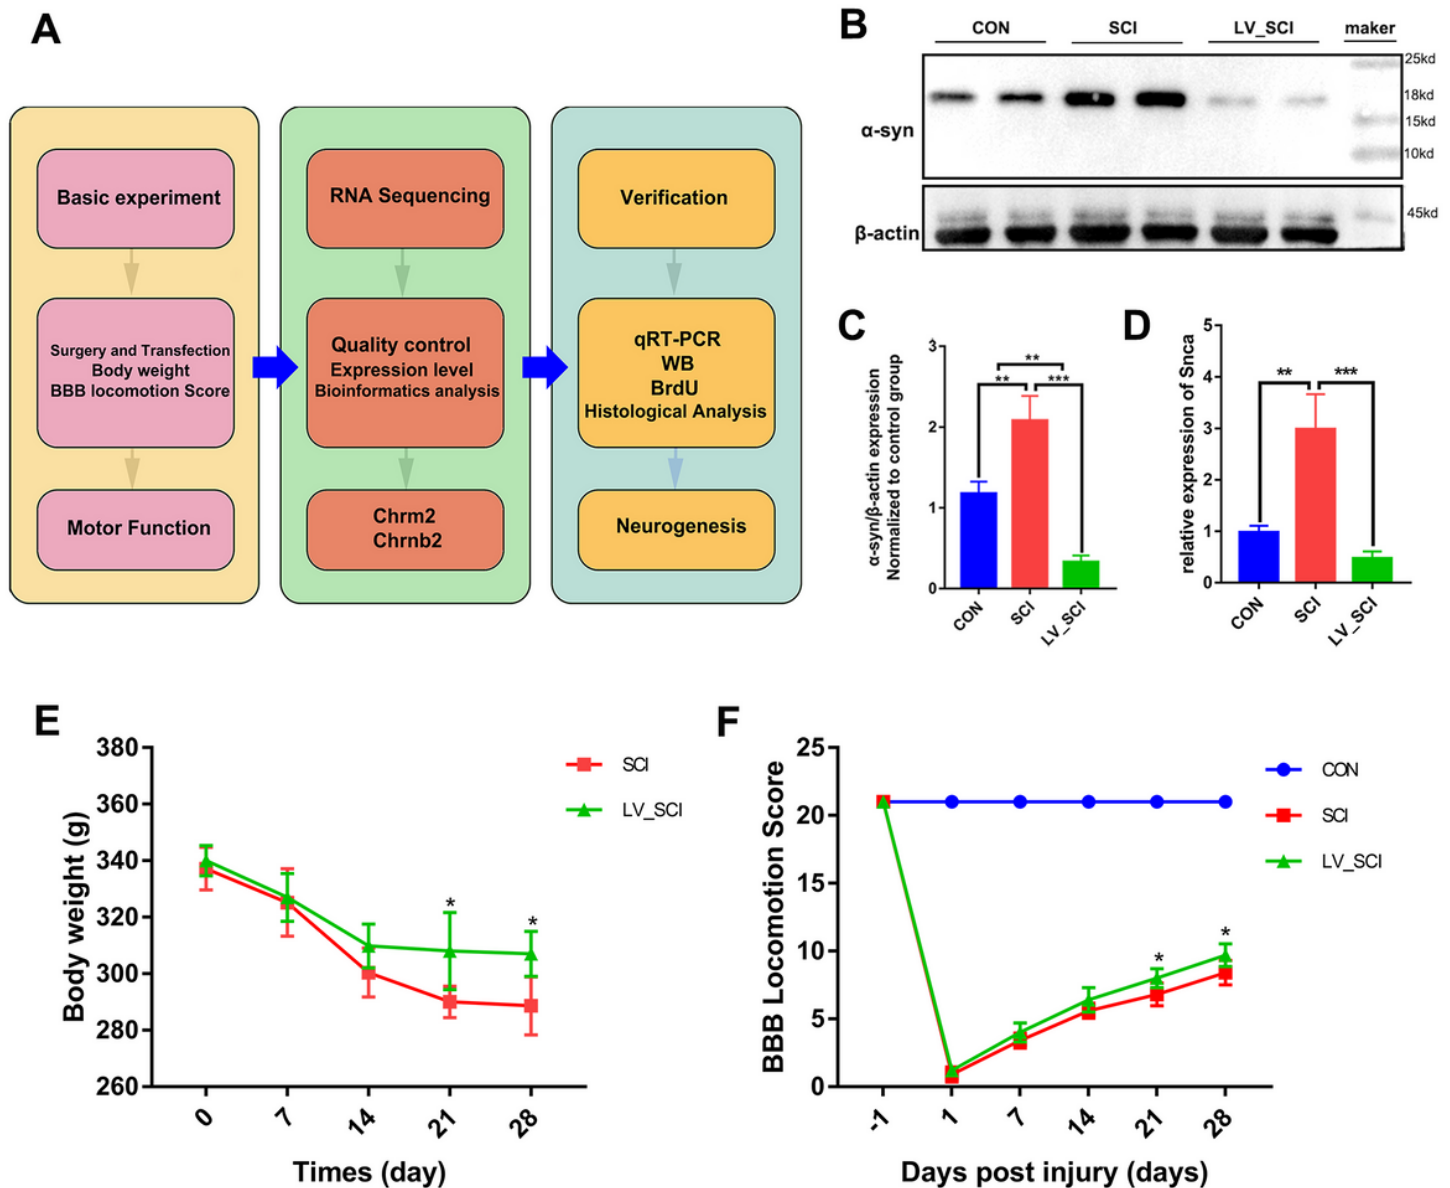 A
Basic experiment
Surgery and Transfection
Body weight
BBB locomotion Score
Motor Function
RNA Sequencing
Quality control
Expression level
Bioinformatics analysis
Chrm2
Chrnb2
Verification
qRT-PCR
WB
BrdU
Histological Analysis
Neurogenesis
B
CON SCI LV_SCI maker
α-syn
25kd
18kd
15kd
10kd
β-actin
45kd
C
α-syn/β-actin expression
Normalized to control group
3
2
1
0
**
** ***
CON SCI LV_SCI
D
relative expression of Snca
5
4
3
2
1
0
** ***
CON SCI LV_SCI
E
Body weight (g)
380
360
340
320
300
280
260
* *
SCI
LV_SCI
0 7 14 21 28
Times (day)
F
BBB Locomotion Score
25
20
15
10
5
0
* *
CON
SCI
LV_SCI
-1 1 7 14 21 28
Days post injury (days)